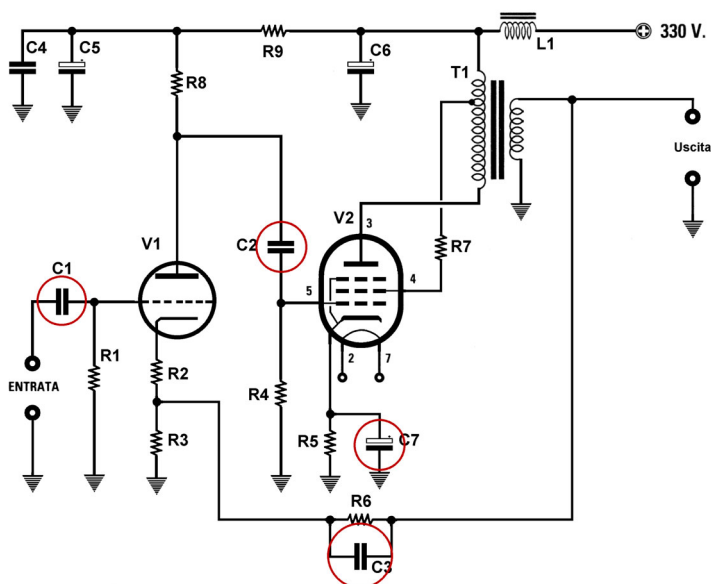 C4
C5
R9
C6
L1
330 V.
R8
T1
Uscita
V2
3
V1
C2
R7
C1
5
4
R1
R2
2
7
ENTRATA
R4
R3
R5
C7
R6
C3